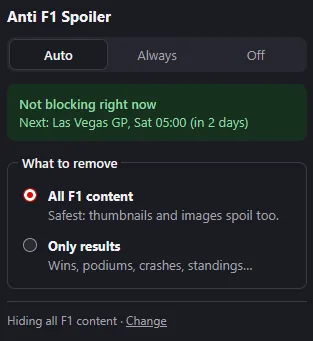 Anti F1 Spoiler
Auto Always Off
Not blocking right now
Next: Las Vegas GP, Sat 05:00 (in 2 days)
What to remove
All F1 content
Safest: thumbnails and images spoil too.
Only results
Wins, podiums, crashes, standings...
Hiding all F1 content · Change